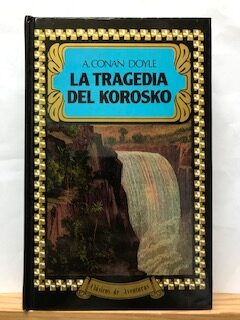 A. CONAN DOYLE
LA TRAGEDIA
DEL KOROSKO
Clásicos de Aventuras